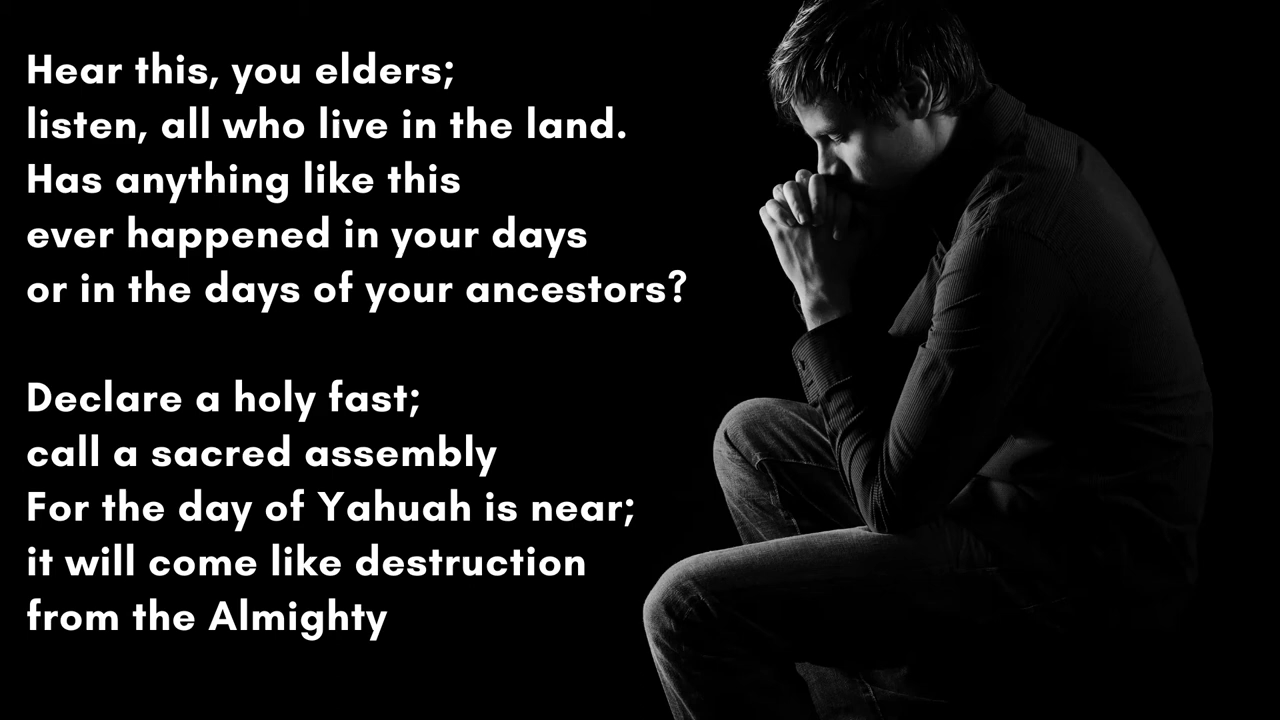 Hear this, you elders;
listen, all who live in the land.
Has anything like this
ever happened in your days
or in the days of your ancestors?
Declare a holy fast;
call a sacred assembly
For the day of Yahuah is near;
it will come like destruction
from the Almighty